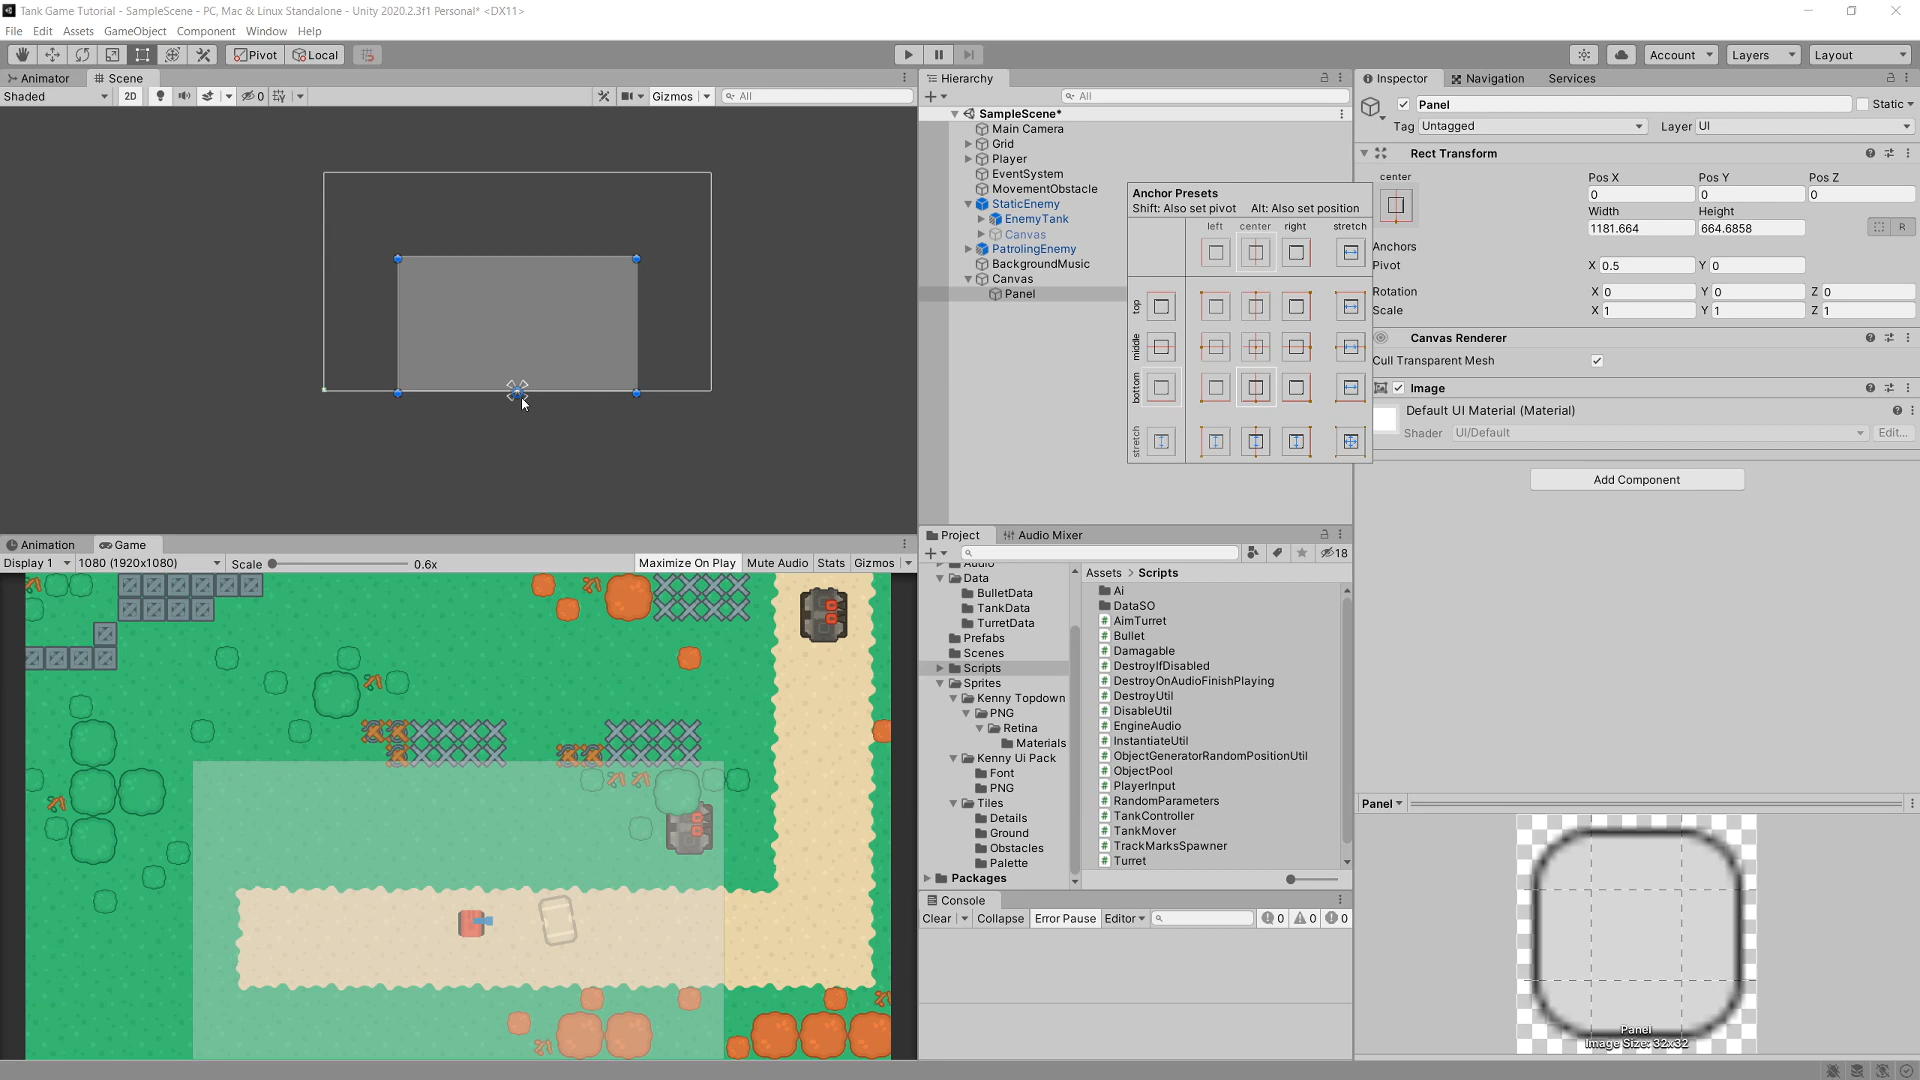 Tank Game Tutorial - SampleScene - PC, Mac & Linux Standalone - Unity 2020.2.3f1 Personal* <DX11>
File Edit Assets GameObject Component Window Help
Pivot Local Account Layers Layout
Animator Scene
Shaded 2D 0 Gizmos All
Hierarchy
All
SampleScene*
Main Camera
Grid
Player
EventSystem
MovementObstacle
StaticEnemy
EnemyTank
Canvas
PatrolingEnemy
BackgroundMusic
Canvas
Panel
Anchor Presets
Shift: Also set pivot Alt: Also set position
left center right stretch
top
middle
bottom
stretch
Inspector Navigation Services
Panel Static
Tag Untagged Layer UI
Rect Transform
center Pos X Pos Y Pos Z
0 0 0
Width Height
1181.664 664.6858 R
Anchors
Pivot X 0.5 Y 0
Rotation X 0 Y 0 Z 0
Scale X 1 Y 1 Z 1
Canvas Renderer
Cull Transparent Mesh
Image
Default UI Material (Material)
Shader UI/Default Edit...
Add Component
Animation Game
Display 1 1080 (1920x1080) Scale 0.6x Maximize On Play Mute Audio Stats Gizmos
Project Audio Mixer
18
Audio
Data
BulletData
TankData
TurretData
Prefabs
Scenes
Scripts
Sprites
Kenny Topdown
PNG
Retina
Materials
Kenny Ui Pack
Font
PNG
Tiles
Details
Ground
Obstacles
Palette
Packages
Assets > Scripts
Ai
DataSO
AimTurret
Bullet
Damagable
DestroyIfDisabled
DestroyOnAudioFinishPlaying
DestroyUtil
DisableUtil
EngineAudio
InstantiateUtil
ObjectGeneratorRandomPositionUtil
ObjectPool
PlayerInput
RandomParameters
TankController
TankMover
TrackMarksSpawner
Turret
Console
Clear Collapse Error Pause Editor 0 0 0
Panel
Panel
Image Size: 32x32